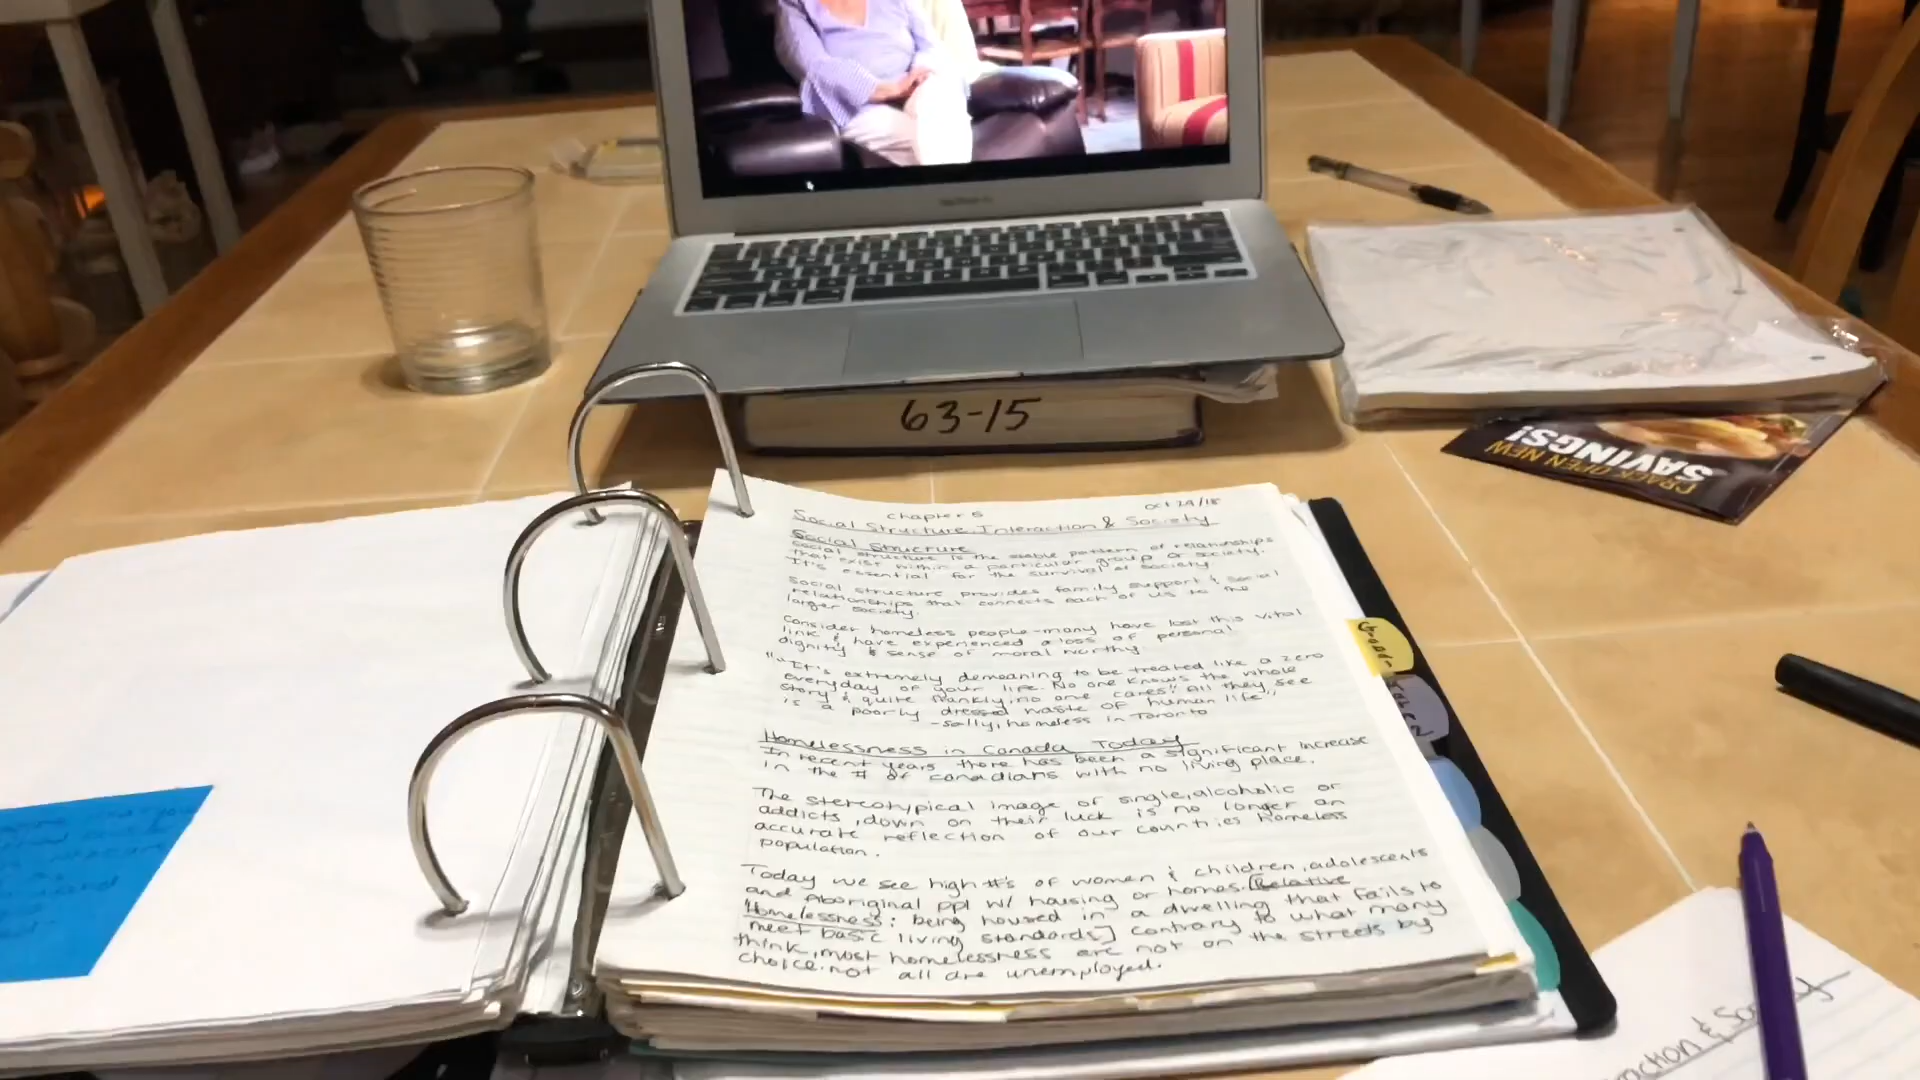 63-15
CRACK OPEN NEW
SAVINGS!
Chapter 5
Oct 29/18
Social Structure, Interaction & Society
Social Structure
Social structure is the stable pattern of relationships
that exist within a particular group or society.
It's essential for the survival of society.
Social structure provides family support & social
relationships that connects each of us to the
larger society.
Consider homeless people-many have lost this vital
link & have experienced a loss of personal
dignity & sense of moral worthy.
"It's extremely demeaning to be treated like a zero
everyday of your life. No one knows the whole
story & quite frankly, no one cares". All they see
is a poorly dressed waste of human life"
-Sally, homeless in Toronto
Homelessness in Canada Today
In recent years there has been a significant increase
in the # of canadians with no living place.
The stereotypical image of single, alcoholic or
addicts, down on their luck is no longer an
accurate reflection of our counties homeless
population.
Today we see high #'s of women & children, adolescents
and Aboriginal ppl w/ housing or homes. [Relative
Homelessness: being housed in a dwelling that fails to
meet basic living standards] contrary to what many
think, most homelessness are not on the streets by
choice. not all are unemployed.